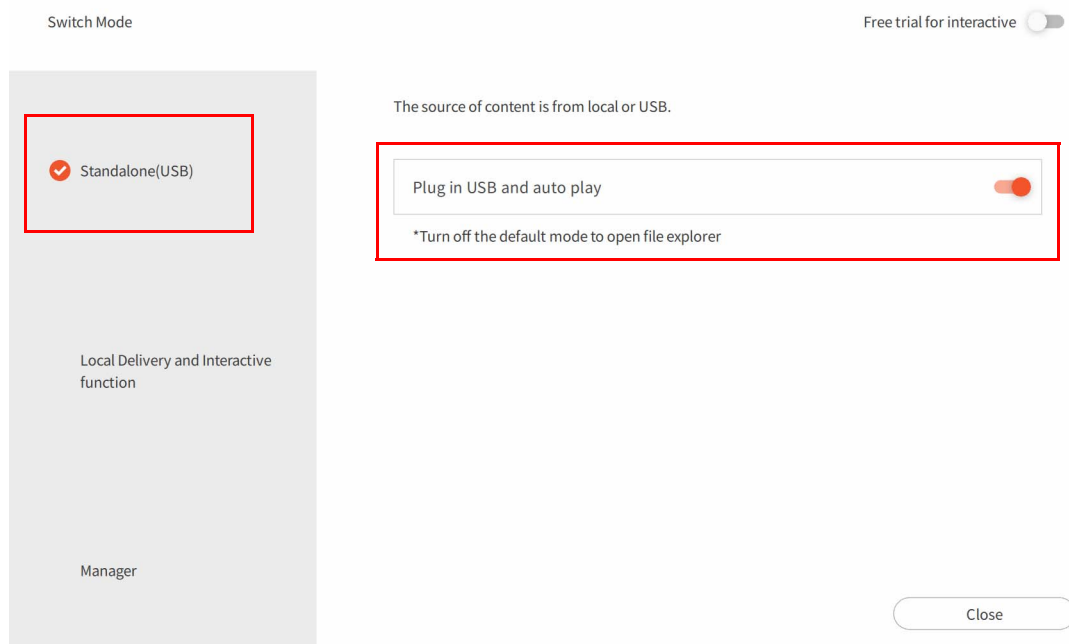 Switch Mode
Free trial for interactive
Standalone(USB)
Local Delivery and Interactive
function
Manager
The source of content is from local or USB.
Plug in USB and auto play
*Turn off the default mode to open file explorer
Close